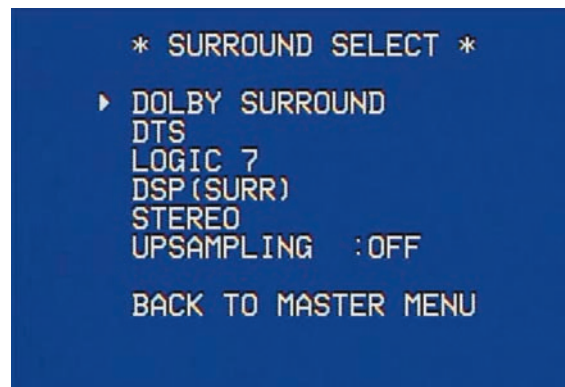 * SURROUND SELECT *
DOLBY SURROUND
DTS
LOGIC 7
DSP(SURR)
STEREO
UPSAMPLING :OFF
BACK TO MASTER MENU